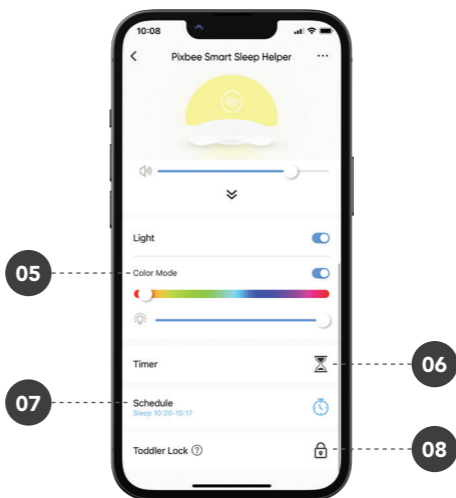 10:08
Pixbee Smart Sleep Helper
Light
05
Color Mode
Timer
06
07
Schedule
Sleep 10:20-15:17
Toddler Lock ?
08